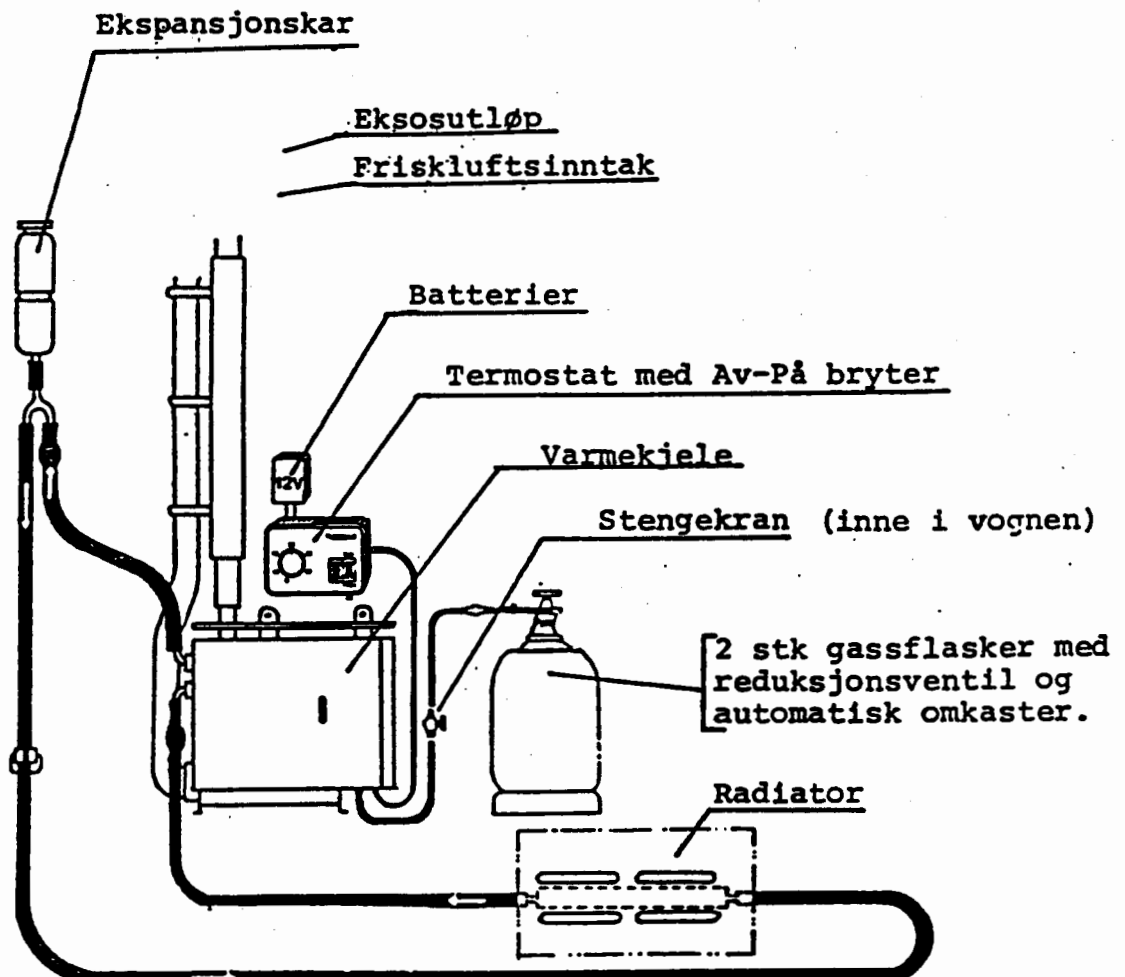 Ekspansjonskar
Eksosutløp
Friskluftsinntak
Batterier
Termostat med Av-På bryter
12V
Varmekjele
Stengekran (inne i vognen)
2 stk gassflasker med
reduksjonsventil og
automatisk omkaster.
Radiator